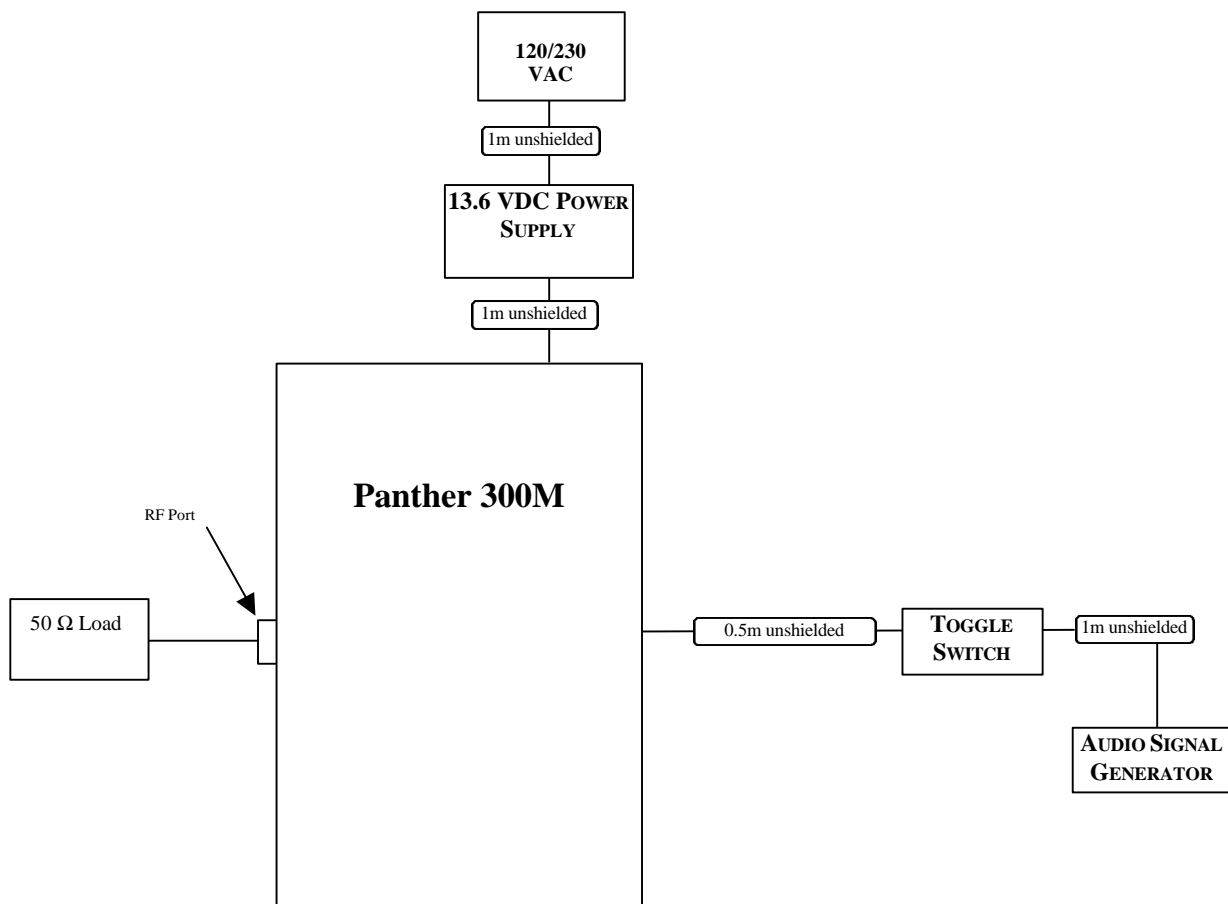 120/230
VAC
1m unshielded
13.6 VDC POWER
SUPPLY
1m unshielded
Panther 300M
RF Port
50 Ω Load
0.5m unshielded
TOGGLE
SWITCH
1m unshielded
AUDIO SIGNAL
GENERATOR